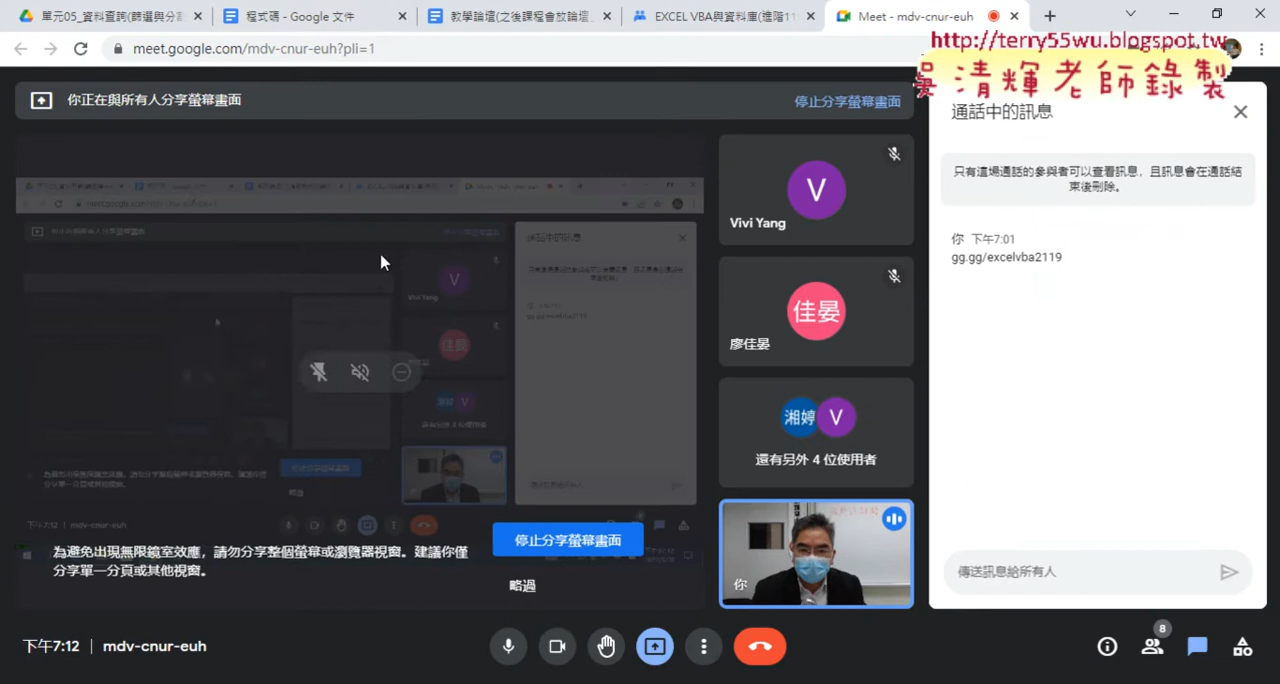 單元05_資料查詢(篩選與分割
程式碼 - Google 文件
教學論壇(之後課程會放論壇_
EXCEL VBA與資料庫(進階11
Meet - mdv-cnur-euh
meet.google.com/mdv-cnur-euh?pli=1
http://terry55wu.blogspot.tw
吳清輝老師錄製
你正在與所有人分享螢幕畫面
停止分享螢幕畫面
通話中的訊息
只有這場通話的參與者可以查看訊息，且訊息會在通話結
束後刪除。
你 下午7:01
gg.gg/excelvba2119
V
Vivi Yang
佳晏
廖佳晏
湘婷
V
還有另外 4 位使用者
你
為避免出現無限鏡室效應，請勿分享整個螢幕或瀏覽器視窗。建議你僅
分享單一分頁或其他視窗。
停止分享螢幕畫面
略過
傳送訊息給所有人
下午7:12 | mdv-cnur-euh
8